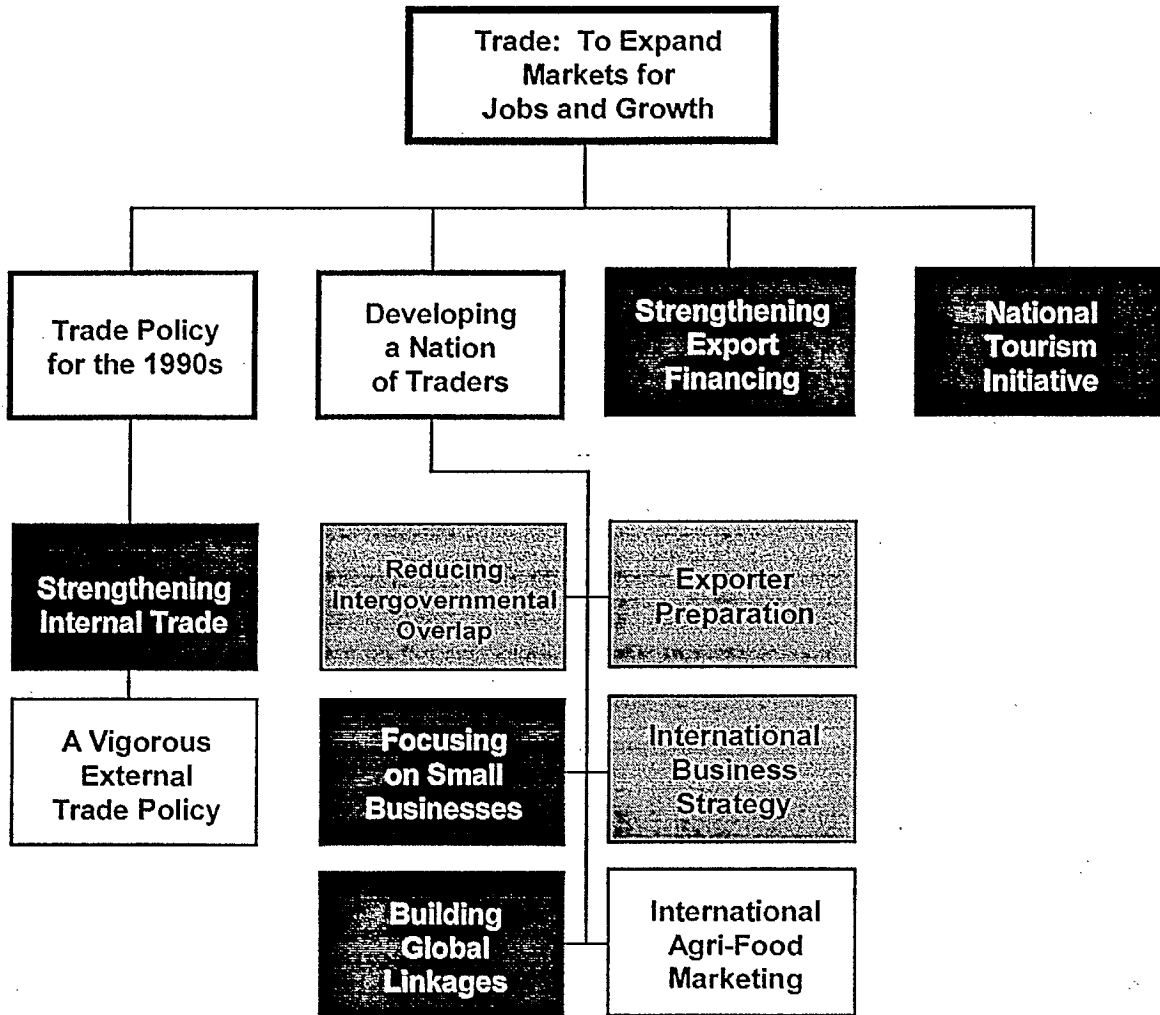 Trade: To Expand
Markets for
Jobs and Growth
Trade Policy
for the 1990s
Developing
a Nation
of Traders
Strengthening
Export
Financing
National
Tourism
Initiative
Strengthening
Internal Trade
Reducing
Intergovernmental
Overlap
Exporter
Preparation
A Vigorous
External
Trade Policy
Focusing
on Small
Businesses
International
Business
Strategy
Building
Global
Linkages
International
Agri-Food
Marketing